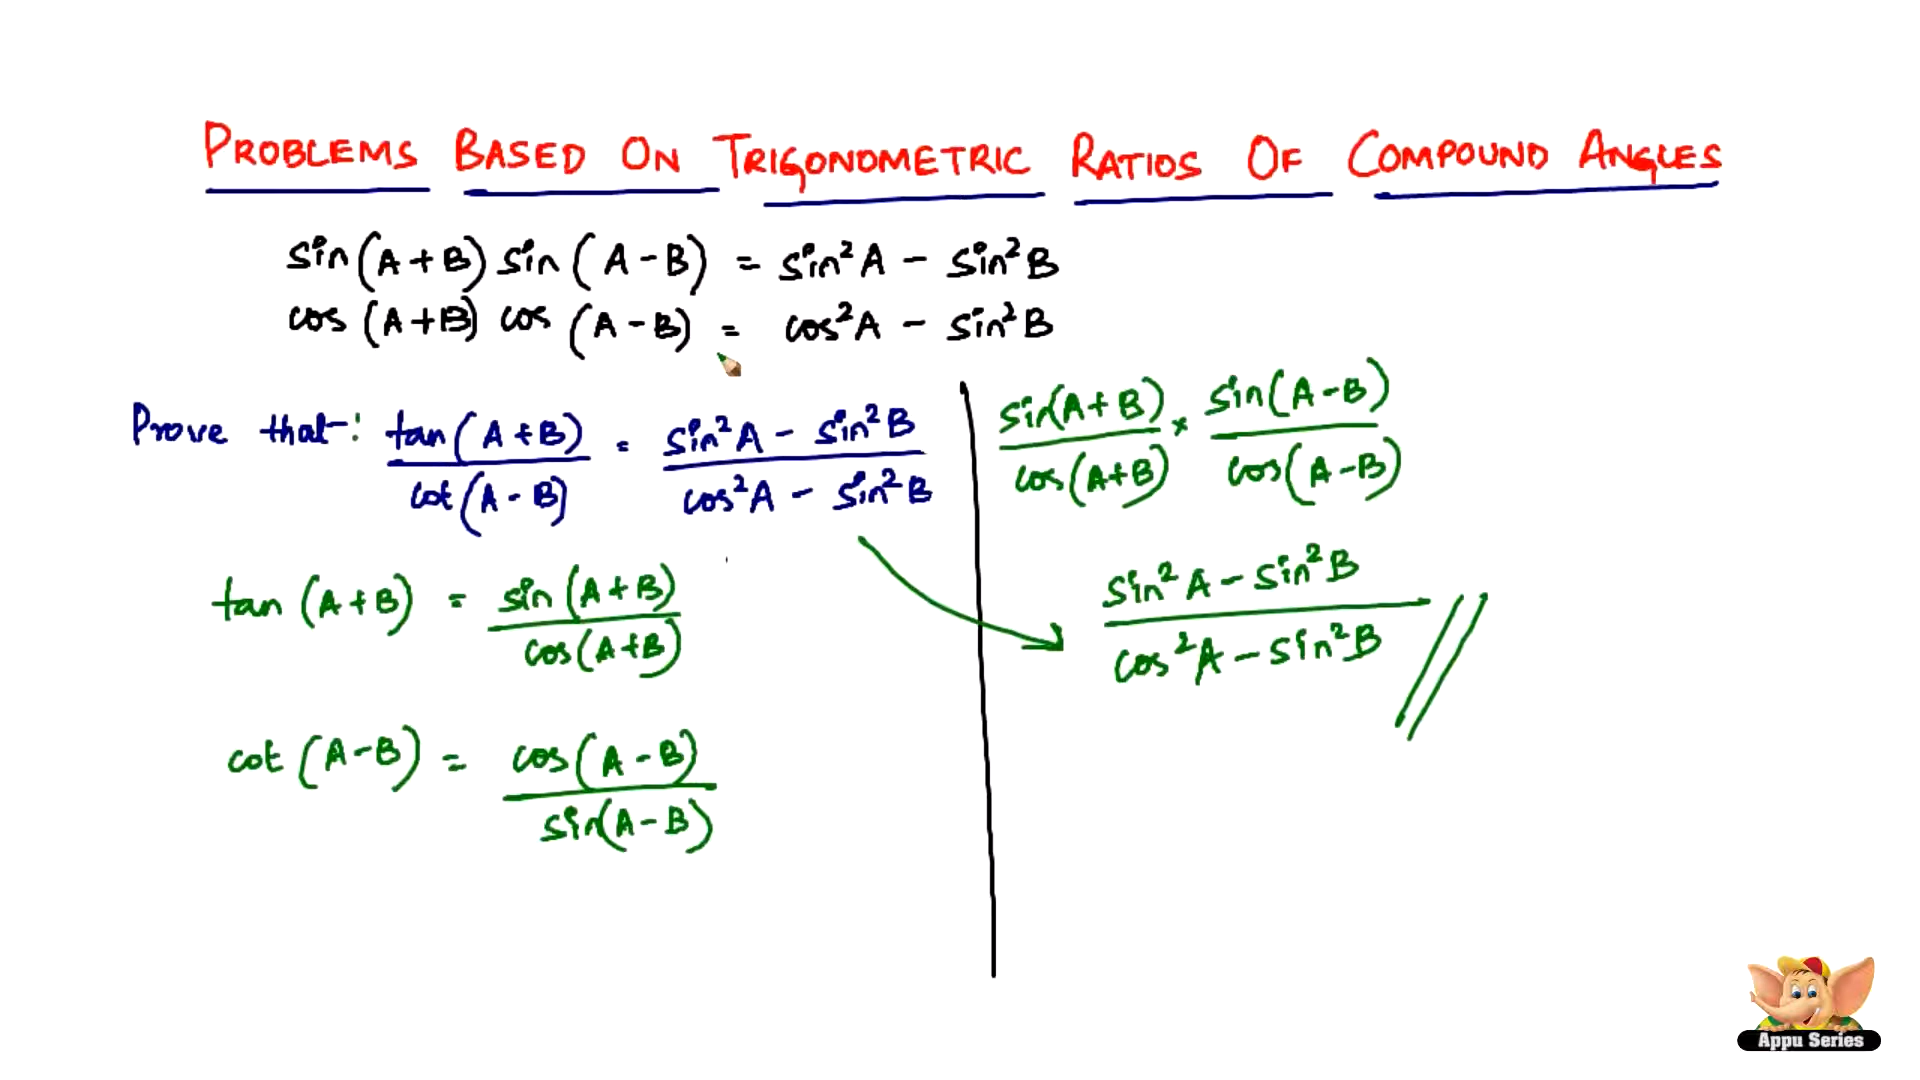 PROBLEMS BASED ON TRIGONOMETRIC RATIOS OF COMPOUND ANGLES
sin(A+B) sin(A-B) = sin²A - sin²B
cos(A+B) cos(A-B) = cos²A - sin²B
Prove that: tan(A+B)/cot(A-B) = (sin²A - sin²B)/(cos²A - sin²B)
tan(A+B) = sin(A+B)/cos(A+B)
cot(A-B) = cos(A-B)/sin(A-B)
sin(A+B)/cos(A+B) × sin(A-B)/cos(A-B)
(sin²A - sin²B)/(cos²A - sin²B)
Appu Series